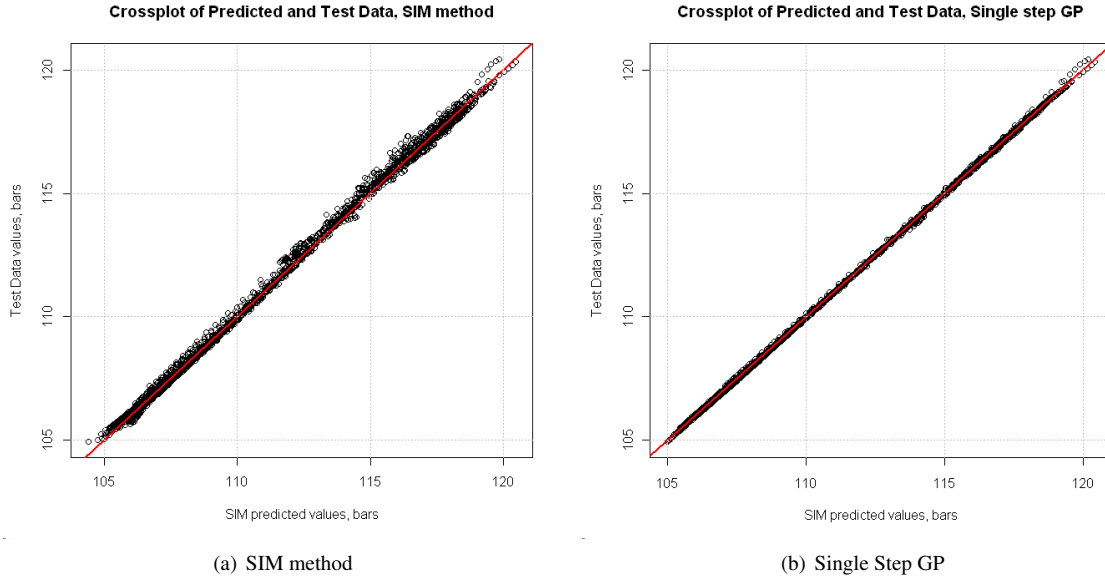 Crossplot of Predicted and Test Data, SIM method
Test Data values, bars
120
115
110
105
105 110 115 120
SIM predicted values, bars
(a) SIM method
Crossplot of Predicted and Test Data, Single step GP
Test Data values, bars
120
115
110
105
105 110 115 120
SIM predicted values, bars
(b) Single Step GP